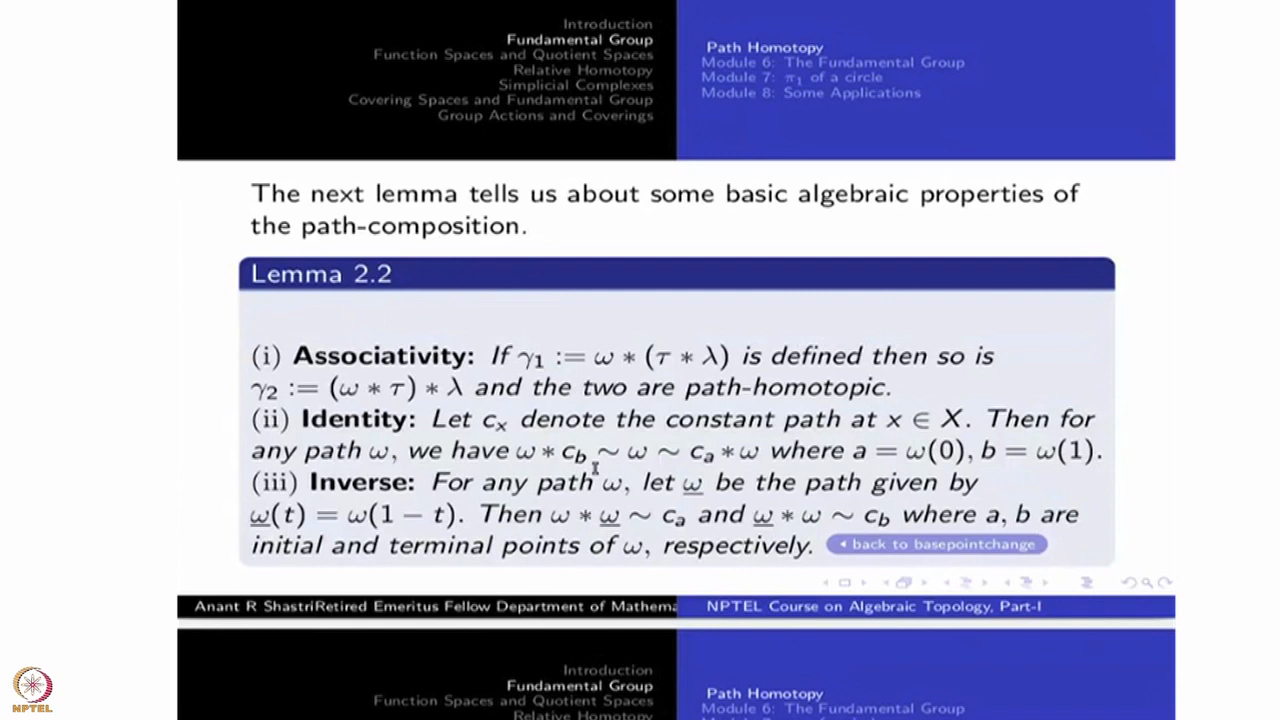 Introduction
Fundamental Group
Function Spaces and Quotient Spaces
Relative Homotopy
Simplicial Complexes
Covering Spaces and Fundamental Group
Group Actions and Coverings
Path Homotopy
Module 6: The Fundamental Group
Module 7: π₁ of a circle
Module 8: Some Applications
The next lemma tells us about some basic algebraic properties of
the path-composition.
Lemma 2.2
(i) Associativity: If γ₁ := ω ∗ (τ ∗ λ) is defined then so is
γ₂ := (ω ∗ τ) ∗ λ and the two are path-homotopic.
(ii) Identity: Let cₓ denote the constant path at x ∈ X. Then for
any path ω, we have ω ∗ c_b ∼ ω ∼ c_a ∗ ω where a = ω(0), b = ω(1).
(iii) Inverse: For any path ω, let ω̲ be the path given by
ω̲(t) = ω(1 − t). Then ω ∗ ω̲ ∼ c_a and ω̲ ∗ ω ∼ c_b where a, b are
initial and terminal points of ω, respectively. back to basepointchange
Anant R ShastriRetired Emeritus Fellow Department of Mathema
NPTEL Course on Algebraic Topology, Part-I
Introduction
Fundamental Group
Function Spaces and Quotient Spaces
Relative Homotopy
Path Homotopy
Module 6: The Fundamental Group
NPTEL